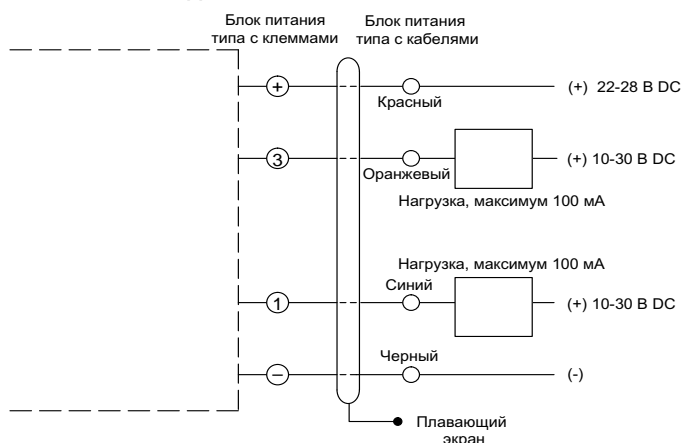 Блок питания
типа с клеммами
Блок питания
типа с кабелями
+
Красный
(+) 22-28 В DC
3
Оранжевый
(+) 10-30 В DC
Нагрузка, максимум 100 мА
Нагрузка, максимум 100 мА
Синий
1
(+) 10-30 В DC
Черный
−
(-)
Плавающий
экран